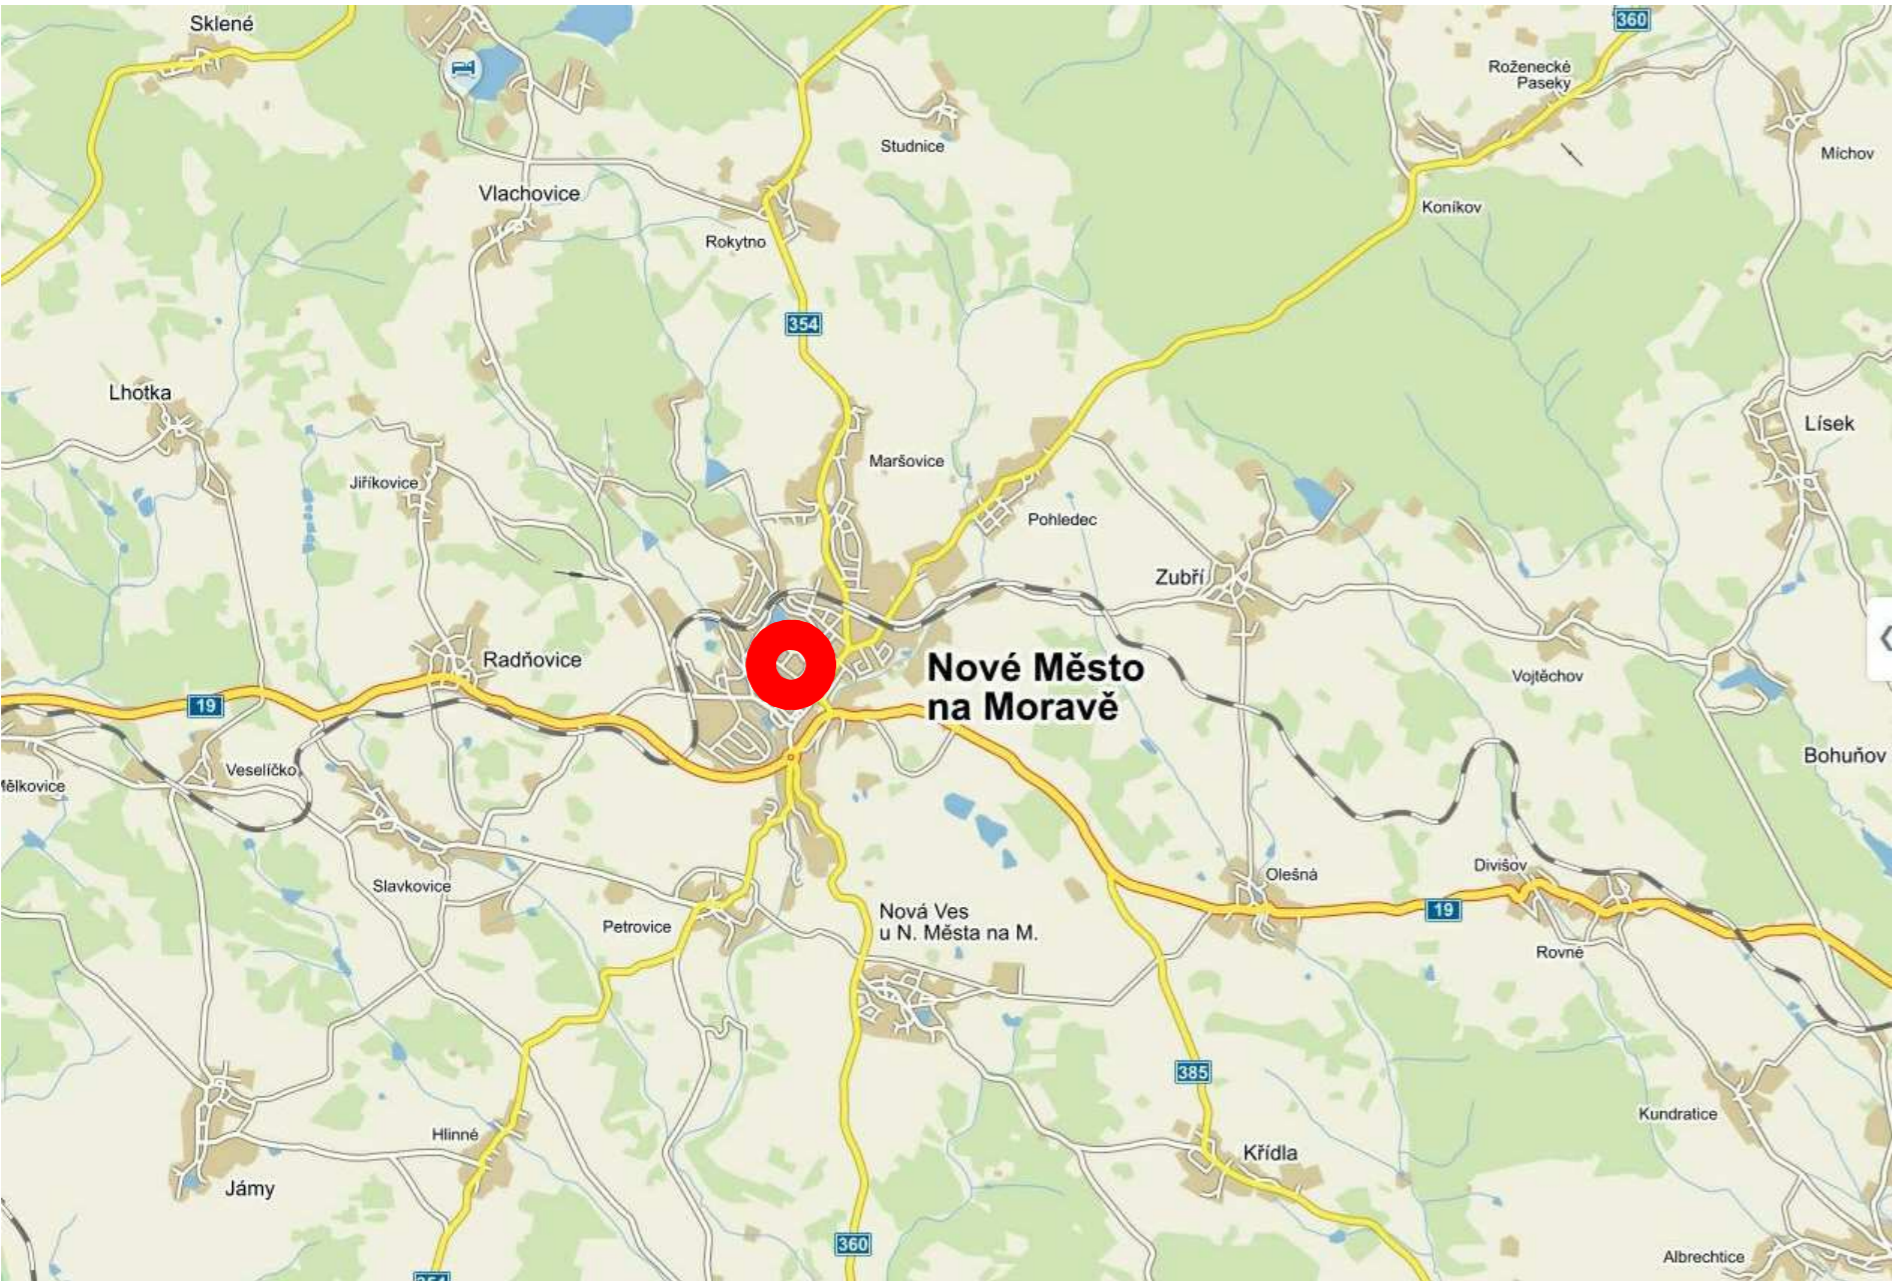 Sklené
360
Roženecké
Paseky
Studnice
Míchov
Vlachovice
Koníkov
Rokytno
354
Lhotka
Lísek
Maršovice
Jiříkovice
Pohledec
Zubří
Radňovice
Nové Město
na Moravě
Vojtěchov
19
Bohuňov
Veselíčko
Divišov
Olešná
Slavkovice
19
Nová Ves
u N. Města na M.
Petrovice
Rovné
385
Kundratice
Hlinné
Křídla
Jámy
360
Albrechtice